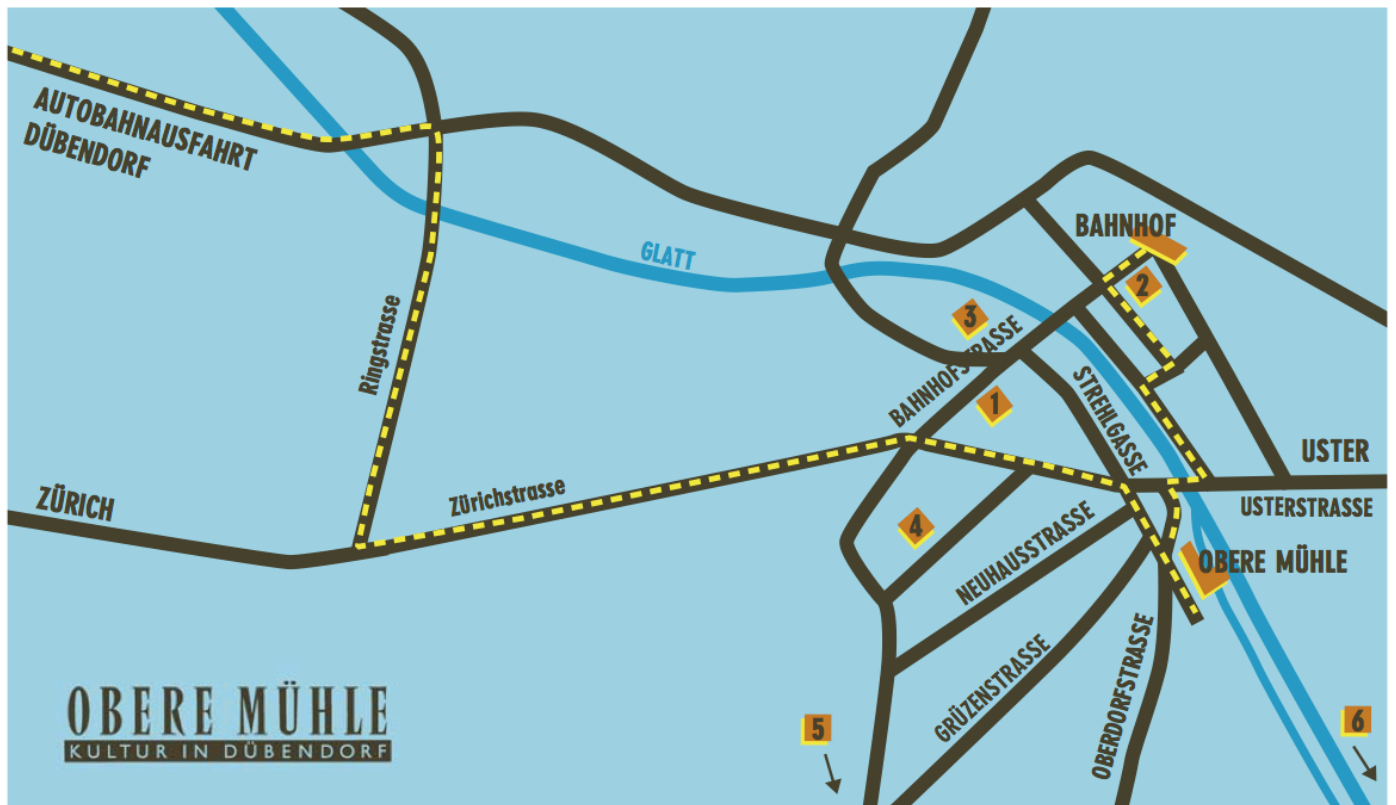 AUTOBAHNAUSFAHRT
DÜBENDORF
BAHNHOF
GLATT
2
3
Ringstrasse
BAHNHOFSTRASSE
1
STREHLGASSE
USTER
ZÜRICH
Zürichstrasse
USTERSTRASSE
4
NEUHAUSSTRASSE
OBERE MÜHLE
GRÜZENSTRASSE
OBERDORFSTRASSE
OBERE MÜHLE
KULTUR IN DÜBENDORF
5
6